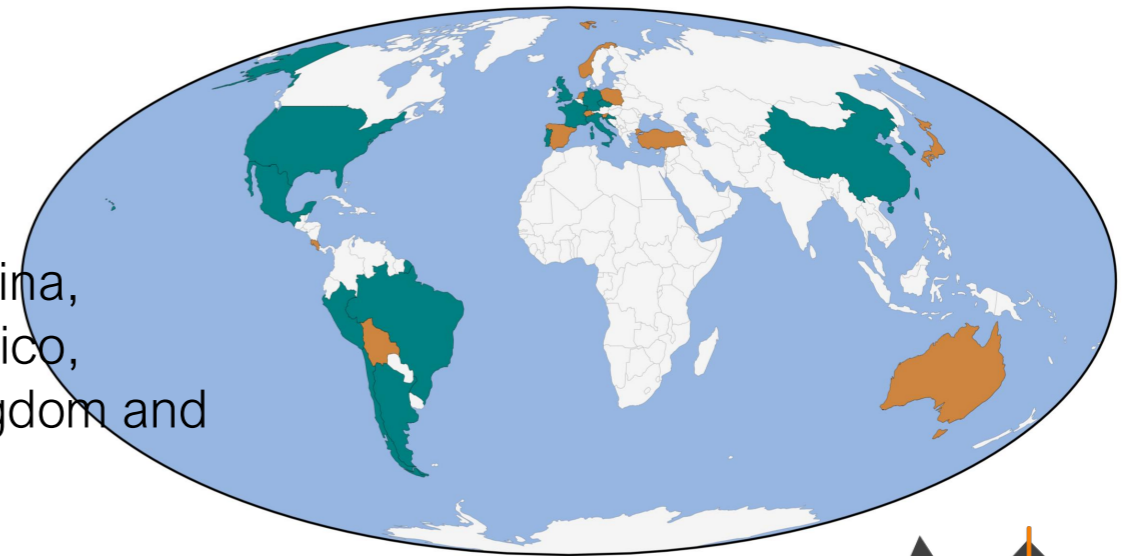 ina,
ico,
gdom and